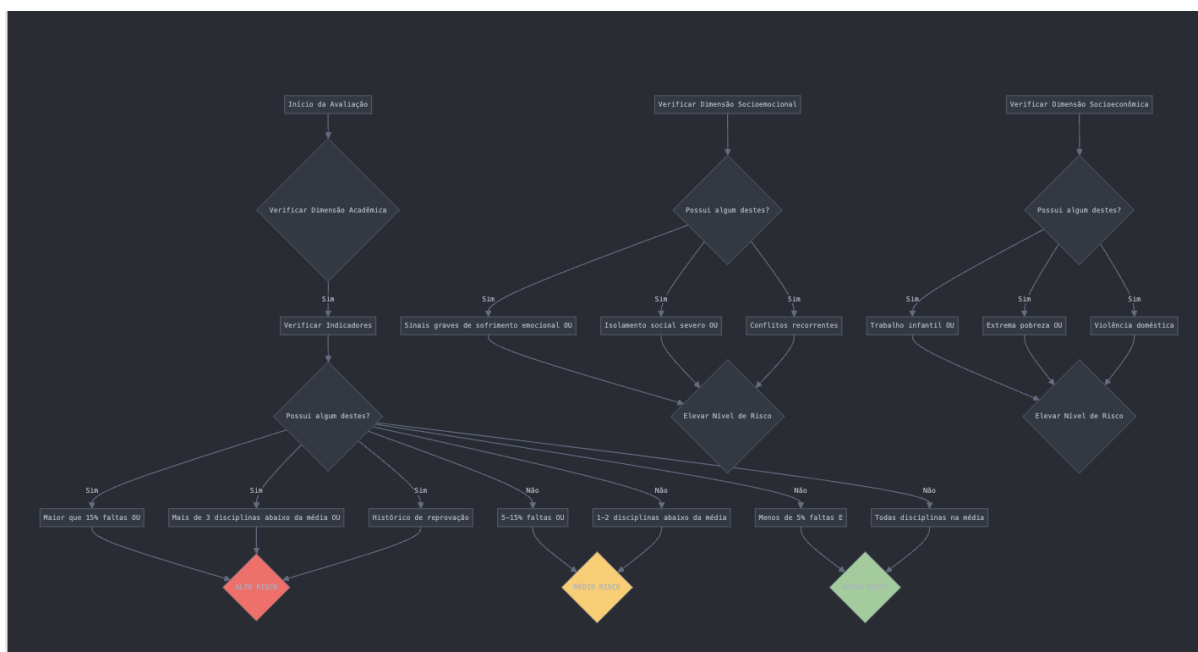 Início da Avaliação
Verificar Dimensão Socioemocional
Verificar Dimensão Socioeconômica
Verificar Dimensão Acadêmica
Possui algum destes?
Possui algum destes?
Sim
Sim
Sim
Sim
Sim
Sim
Sim
Verificar Indicadores
Sinais graves de sofrimento emocional OU
Isolamento social severo OU
Conflitos recorrentes
Trabalho infantil OU
Extrema pobreza OU
Violência doméstica
Possui algum destes?
Elevar Nível de Risco
Elevar Nível de Risco
Sim
Sim
Sim
Não
Não
Não
Não
Maior que 15% faltas OU
Mais de 3 disciplinas abaixo da média OU
Histórico de reprovação
5-15% faltas OU
1-2 disciplinas abaixo da média
Menos de 5% faltas E
Todas disciplinas na média
ALTO RISCO
MÉDIO RISCO
RISCO